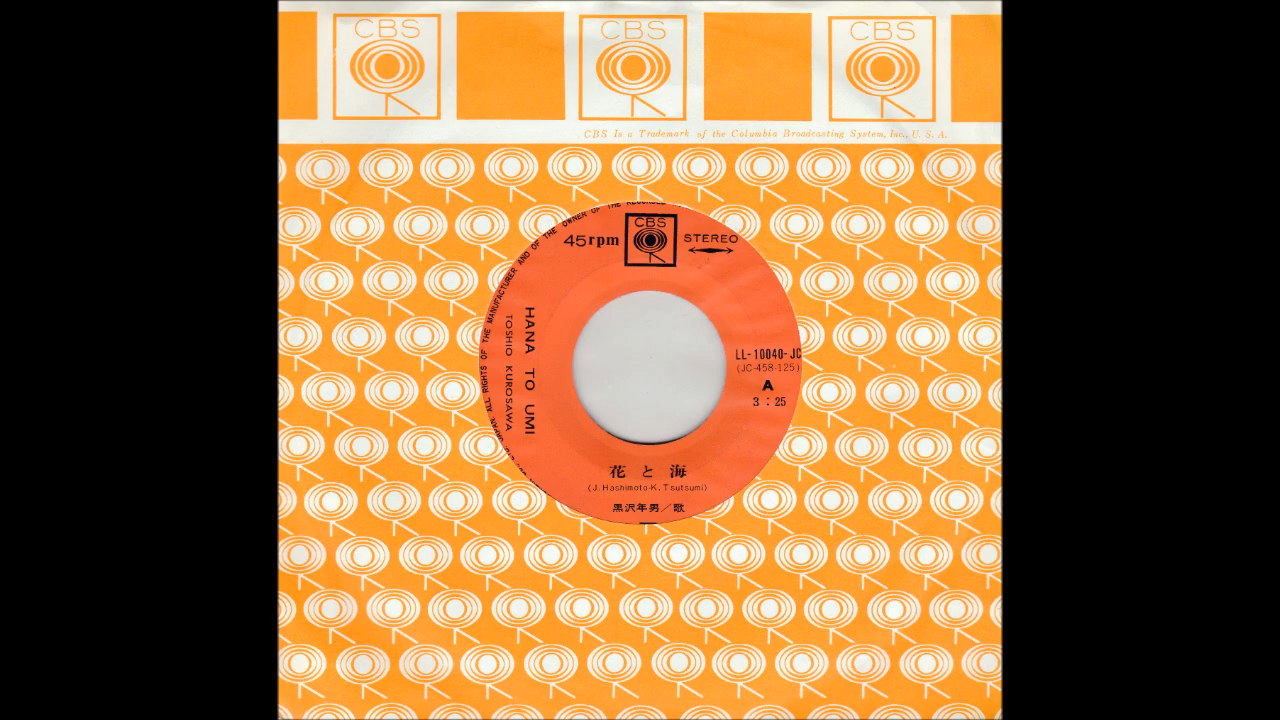 CBS
CBS
CBS
CBS Is a Trademark of the Columbia Broadcasting System, Inc., U. S. A.
ALL RIGHTS OF THE MANUFACTURER AND OF THE OWNER OF THE RECORDED
45rpm
CBS
STEREO
HANA TO UMI
TOSHIO KUROSAWA
LL-10040-JC
(JC-458-125)
A
3 : 25
花と海
(J. Hashimoto-K. Tsutsumi)
黒沢年男/歌